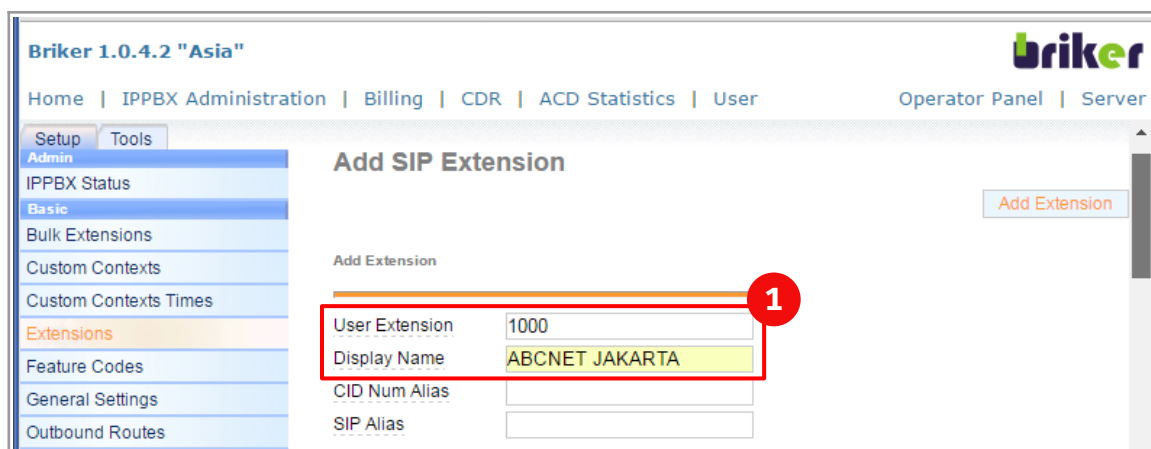 Briker 1.0.4.2 "Asia"
briker
Home | IPPBX Administration | Billing | CDR | ACD Statistics | User
Operator Panel | Server
Setup Tools
Admin
IPPBX Status
Basic
Bulk Extensions
Custom Contexts
Custom Contexts Times
Extensions
Feature Codes
General Settings
Outbound Routes
Add SIP Extension
Add Extension
Add Extension
1
User Extension 1000
Display Name ABCNET JAKARTA
CID Num Alias
SIP Alias